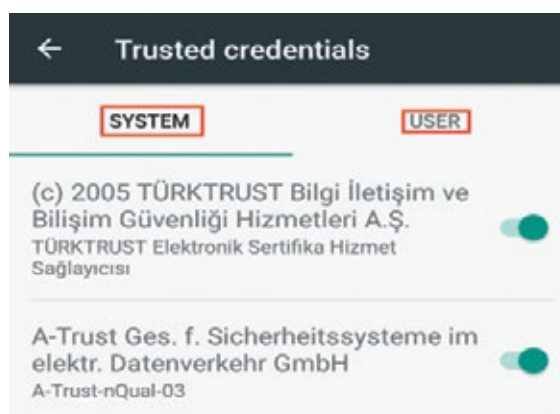 Trusted credentials
SYSTEM
USER
(c) 2005 TÜRKTRUST Bilgi İletişim ve
Bilişim Güvenliği Hizmetleri A.Ş.
TÜRKTRUST Elektronik Sertifika Hizmet
Sağlayıcısı
A-Trust Ges. f. Sicherheitssysteme im
elektr. Datenverkehr GmbH
A-Trust-nQual-03